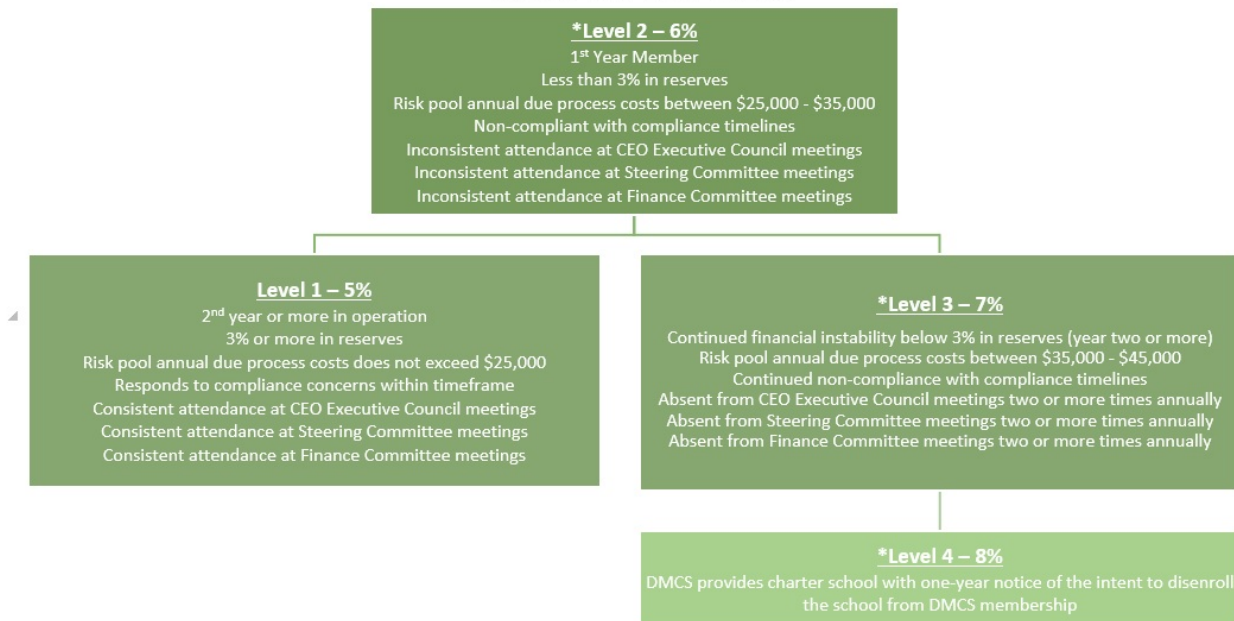 *Level 2 – 6%
1st Year Member
Less than 3% in reserves
Risk pool annual due process costs between $25,000 - $35,000
Non-compliant with compliance timelines
Inconsistent attendance at CEO Executive Council meetings
Inconsistent attendance at Steering Committee meetings
Inconsistent attendance at Finance Committee meetings
Level 1 – 5%
2nd year or more in operation
3% or more in reserves
Risk pool annual due process costs does not exceed $25,000
Responds to compliance concerns within timeframe
Consistent attendance at CEO Executive Council meetings
Consistent attendance at Steering Committee meetings
Consistent attendance at Finance Committee meetings
*Level 3 – 7%
Continued financial instability below 3% in reserves (year two or more)
Risk pool annual due process costs between $35,000 - $45,000
Continued non-compliance with compliance timelines
Absent from CEO Executive Council meetings two or more times annually
Absent from Steering Committee meetings two or more times annually
Absent from Finance Committee meetings two or more times annually
*Level 4 – 8%
DMCS provides charter school with one-year notice of the intent to disenroll
the school from DMCS membership